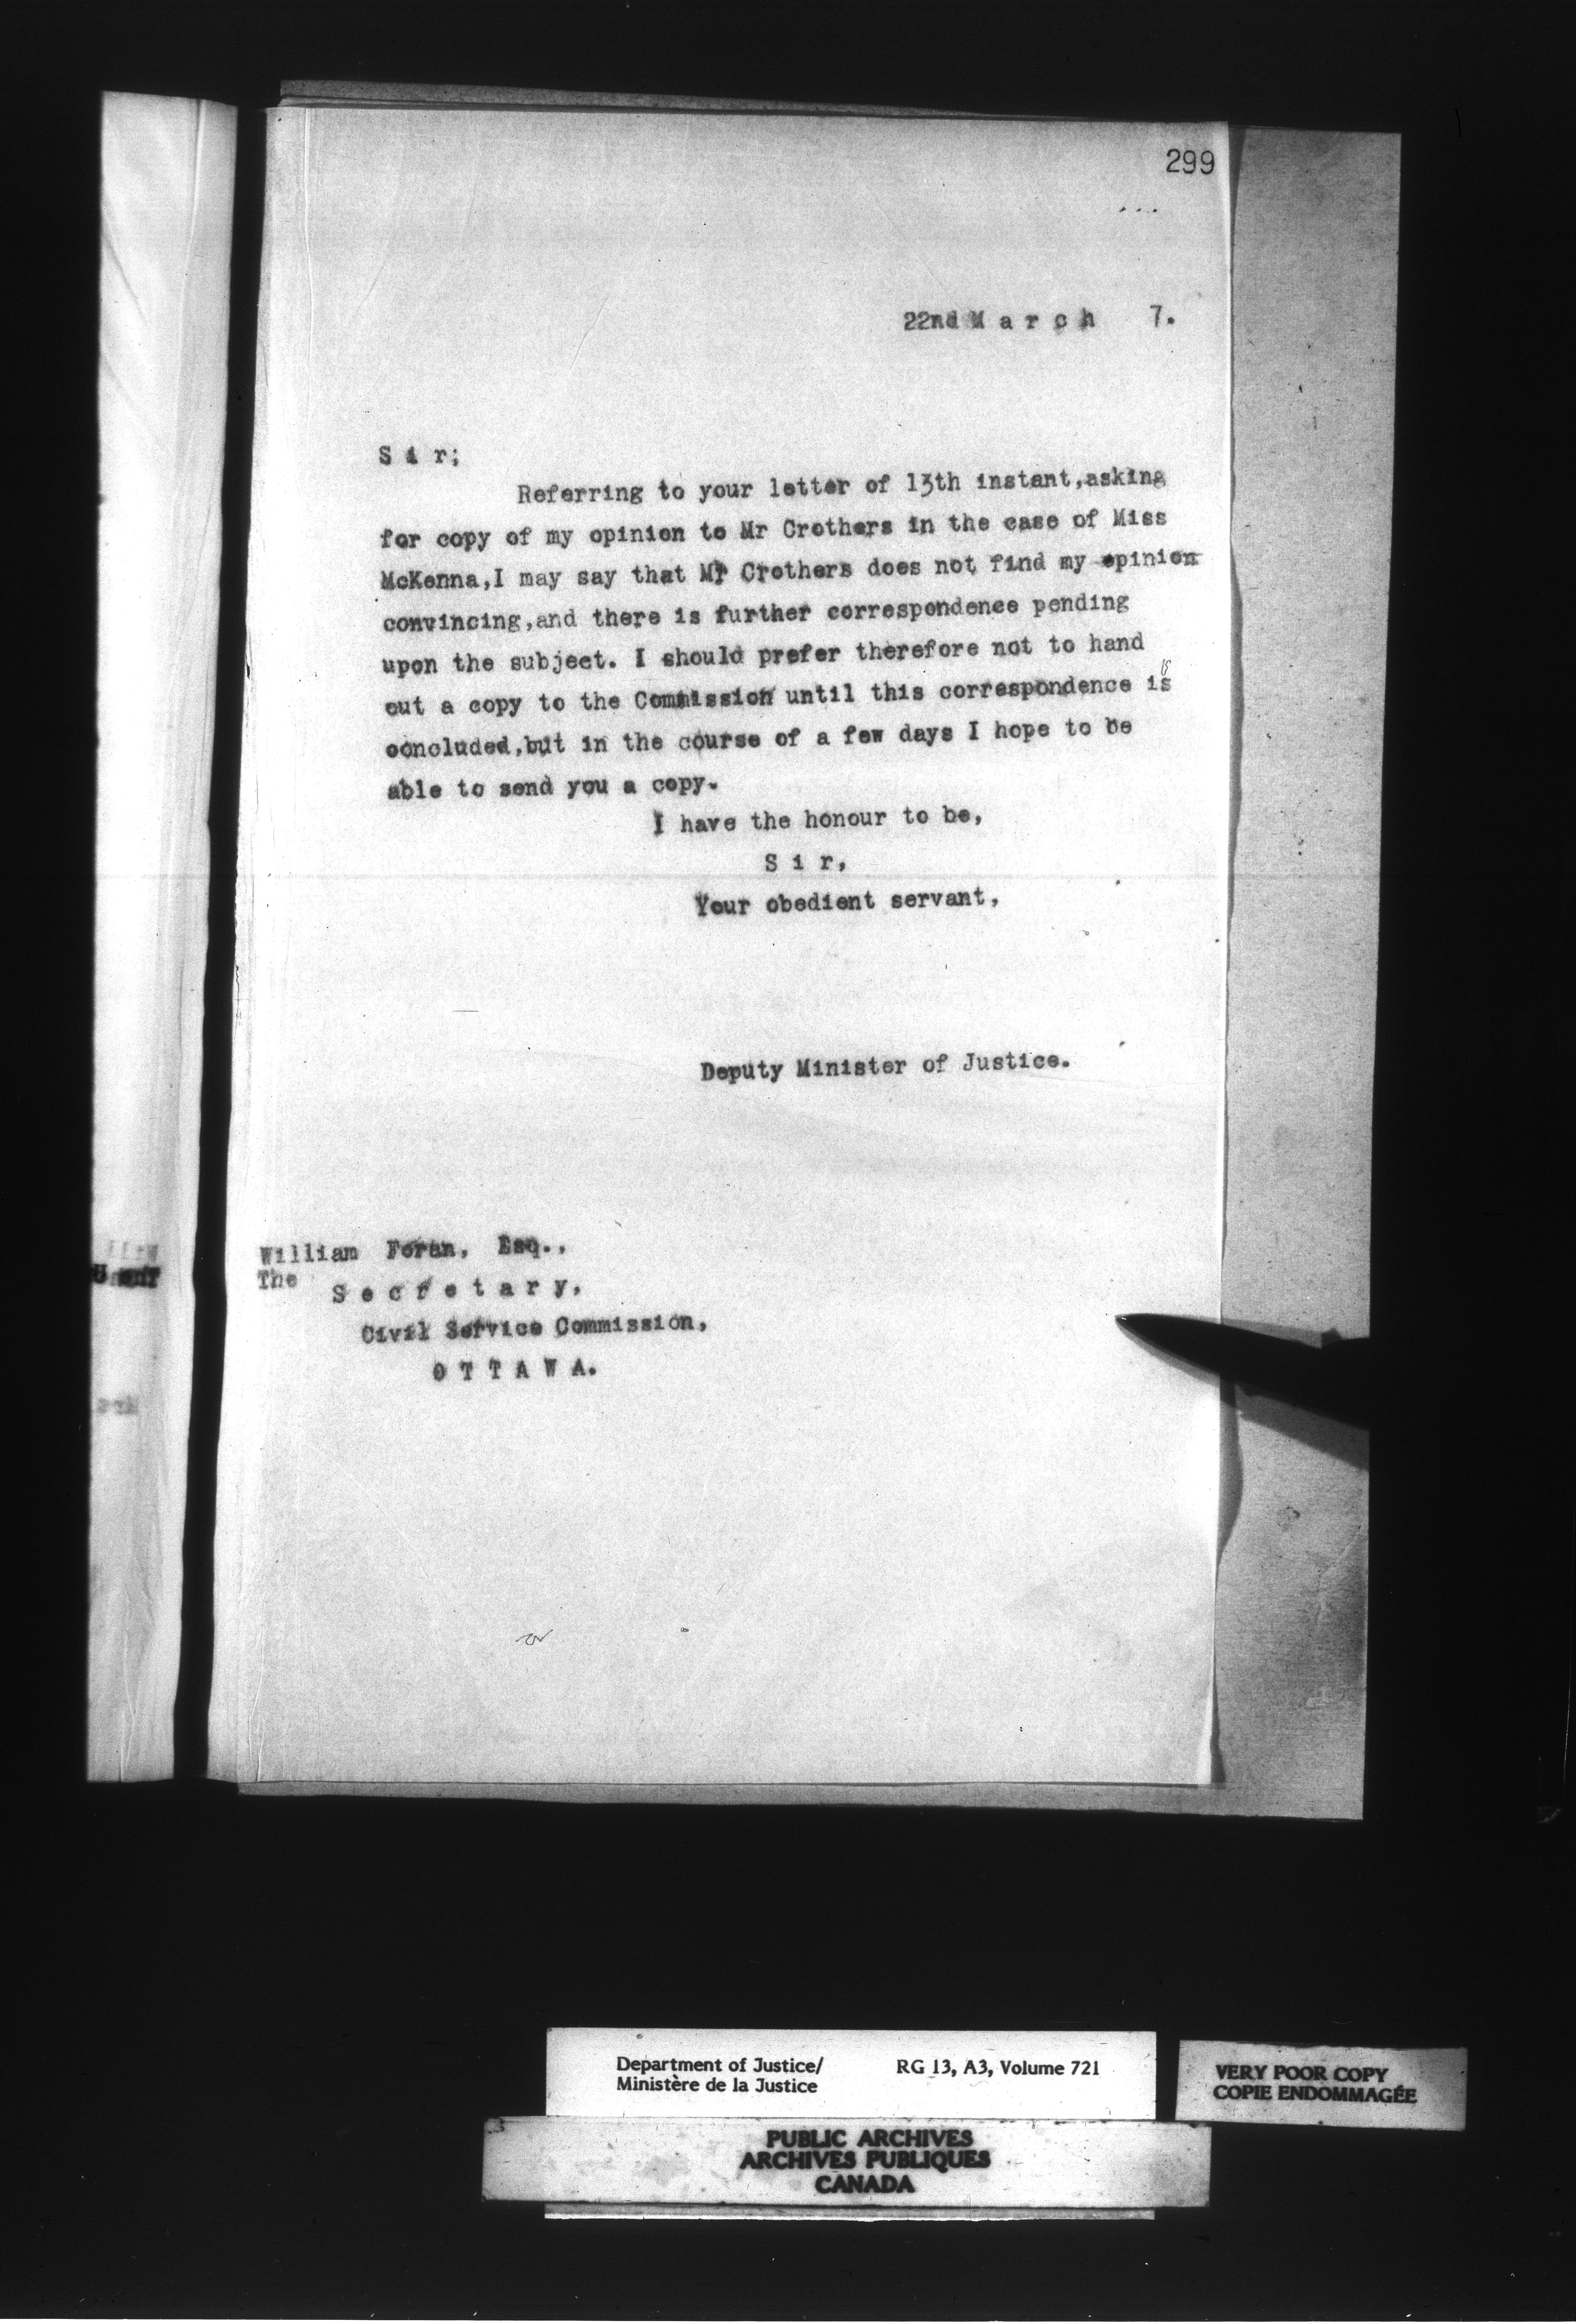 299
22nd M a r c h 7.
S i r;
Referring to your letter of 13th instant,asking
for copy of my opinion to Mr Crothers in the case of Miss
McKenna,I may say that Mr Crothers does not find my opinion
convincing,and there is further correspondence pending
upon the subject. I should prefer therefore not to hand
out a copy to the Commission until this correspondence is
concluded,but in the course of a few days I hope to be
able to send you a copy.
I have the honour to be,
S i r,
Your obedient servant,
Deputy Minister of Justice.
William Foran, Esq.,
The S e c r e t a r y,
Civil Service Commission,
O T T A W A.
Department of Justice/ RG 13, A3, Volume 721
Ministère de la Justice
VERY POOR COPY
COPIE ENDOMMAGÉE
PUBLIC ARCHIVES
ARCHIVES PUBLIQUES
CANADA